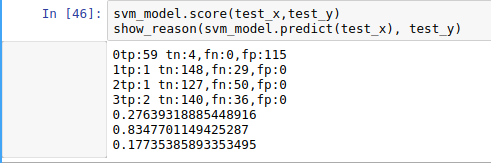 In [46]: svm_model.score(test_x,test_y)
show_reason(svm_model.predict(test_x), test_y)
0tp:59 tn:4,fn:0,fp:115
1tp:1 tn:148,fn:29,fp:0
2tp:1 tn:127,fn:50,fp:0
3tp:2 tn:140,fn:36,fp:0
0.27639318885448916
0.8347701149425287
0.17735385893353495